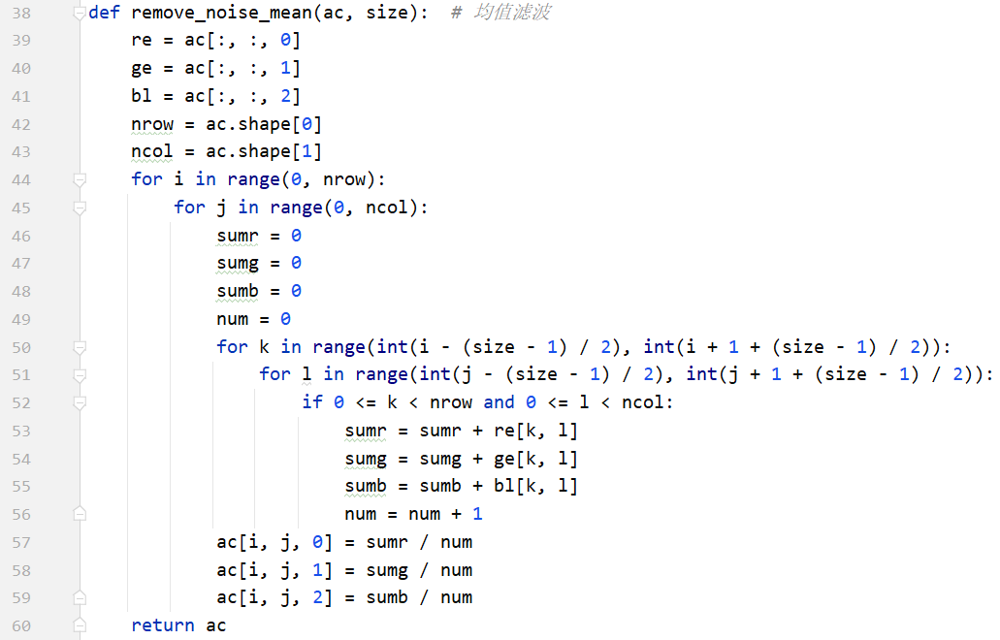 38 def remove_noise_mean(ac, size):  # 均值滤波
39     re = ac[:, :, 0]
40     ge = ac[:, :, 1]
41     bl = ac[:, :, 2]
42     nrow = ac.shape[0]
43     ncol = ac.shape[1]
44     for i in range(0, nrow):
45         for j in range(0, ncol):
46             sumr = 0
47             sumg = 0
48             sumb = 0
49             num = 0
50             for k in range(int(i - (size - 1) / 2), int(i + 1 + (size - 1) / 2)):
51                 for l in range(int(j - (size - 1) / 2), int(j + 1 + (size - 1) / 2)):
52                     if 0 <= k < nrow and 0 <= l < ncol:
53                         sumr = sumr + re[k, l]
54                         sumg = sumg + ge[k, l]
55                         sumb = sumb + bl[k, l]
56                         num = num + 1
57             ac[i, j, 0] = sumr / num
58             ac[i, j, 1] = sumg / num
59             ac[i, j, 2] = sumb / num
60     return ac